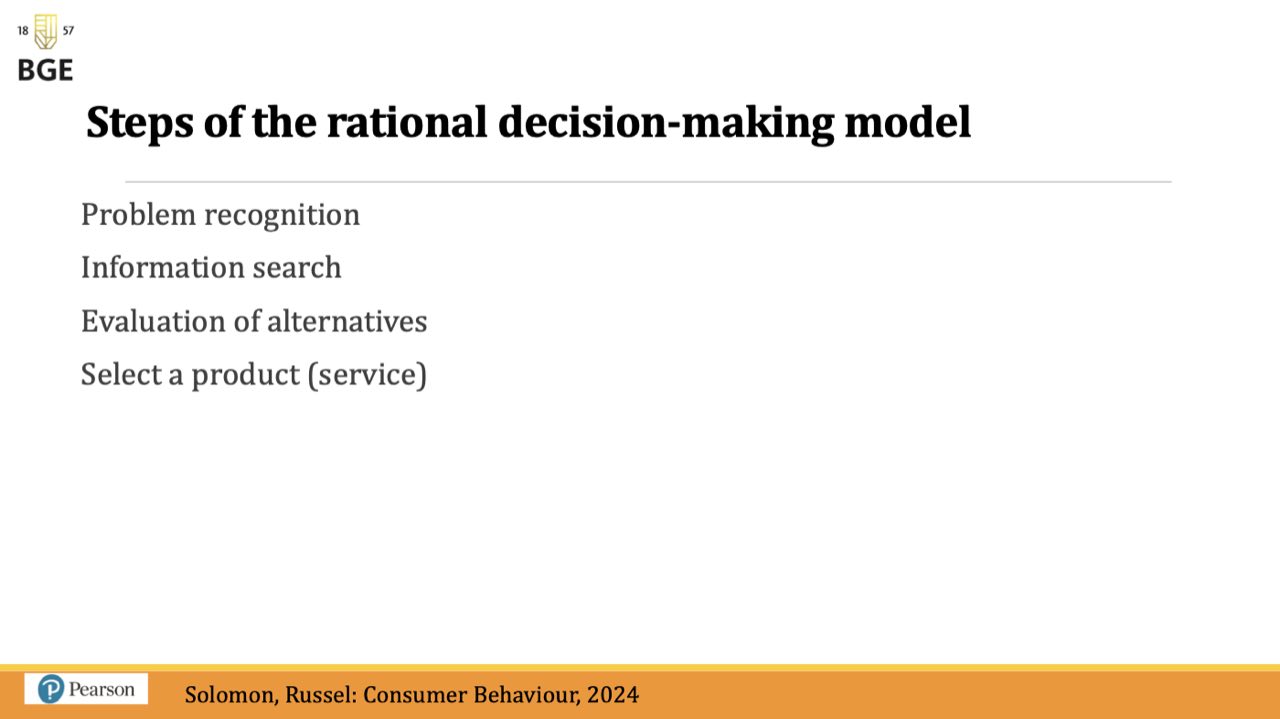 18 57
BGE
Steps of the rational decision-making model
Problem recognition
Information search
Evaluation of alternatives
Select a product (service)
Pearson
Solomon, Russel: Consumer Behaviour, 2024